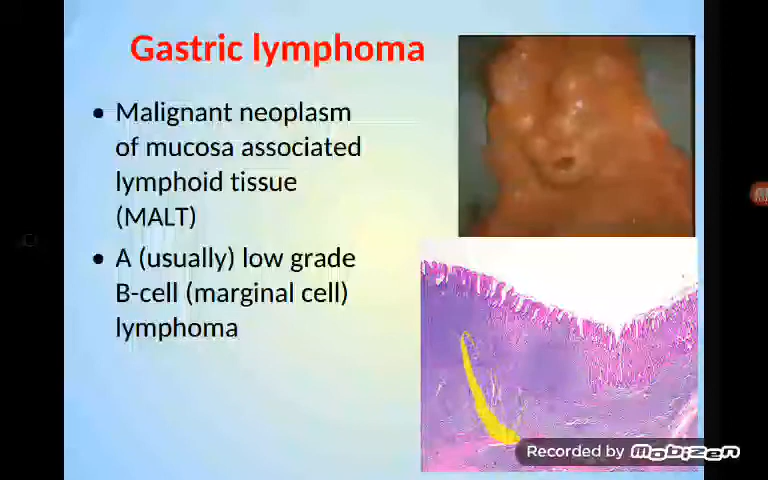 Gastric lymphoma
• Malignant neoplasm
of mucosa associated
lymphoid tissue
(MALT)
• A (usually) low grade
B-cell (marginal cell)
lymphoma
Recorded by Mobizen